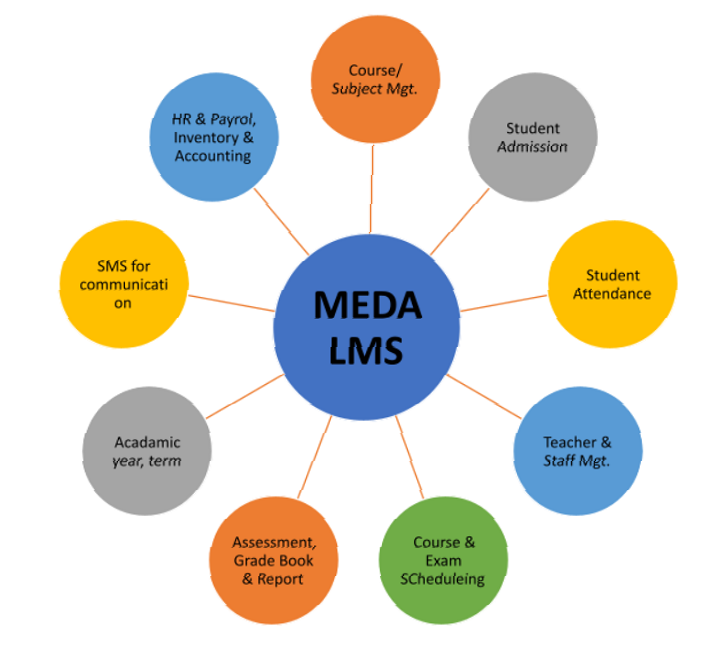 Course/
Subject Mgt.
Student
Admission
Student
Attendance
Teacher &
Staff Mgt.
Course &
Exam
SCheduleing
Assessment,
Grade Book
& Report
Acadamic
year, term
SMS for
communicati
on
HR & Payrol,
Inventory &
Accounting
MEDA
LMS